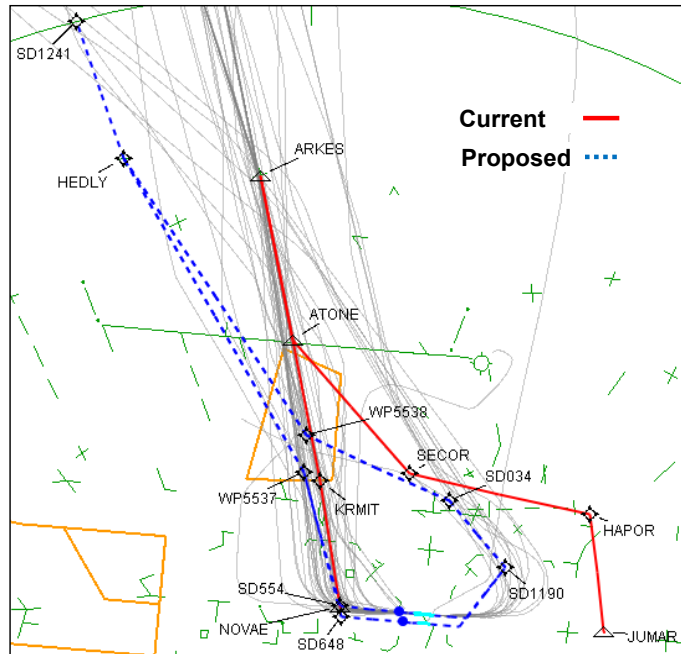 SD1241
Current
ARKES
Proposed
HEDLY
ATONE
WP5538
SECOR
SD034
WP5537
KRMIT
HAPOR
SD554
SD1190
NOVAE
SD648
JUMAR